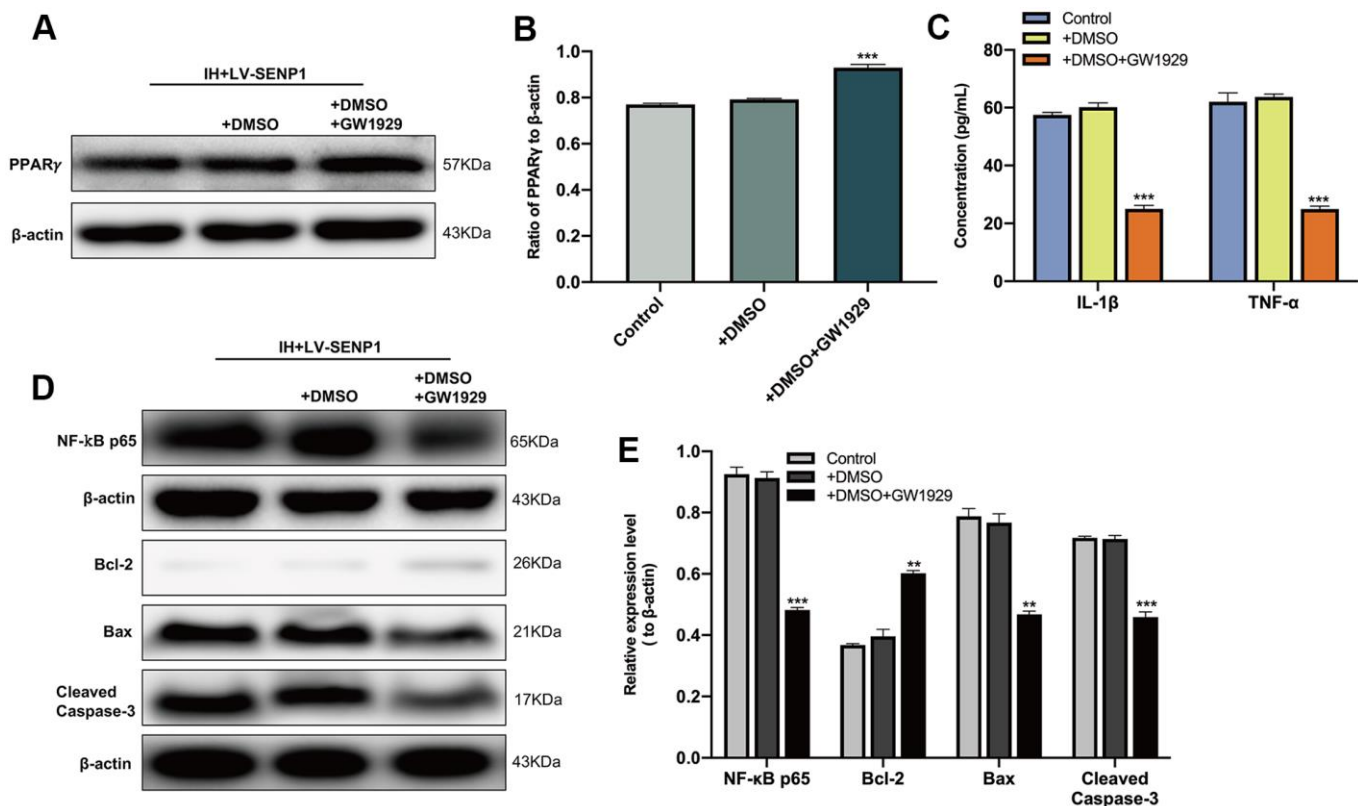 A
IH+LV-SENP1
+DMSO
+DMSO
+GW1929
PPARγ
57KDa
β-actin
43KDa
B
Ratio of PPARγ to β-actin
1.0
0.8
0.6
0.4
0.2
0.0
***
Control
+DMSO
+DMSO+GW1929
C
Control
+DMSO
+DMSO+GW1929
Concentration (pg/mL)
80
60
40
20
0
***
***
IL-1β
TNF-α
D
IH+LV-SENP1
+DMSO
+DMSO
+GW1929
NF-kB p65
65KDa
β-actin
43KDa
Bcl-2
26KDa
Bax
21KDa
Cleaved
Caspase-3
17KDa
β-actin
43KDa
E
Control
+DMSO
+DMSO+GW1929
Relative expression level
( to β-actin)
1.0
0.8
0.6
0.4
0.2
0.0
***
**
**
***
NF-κB p65
Bcl-2
Bax
Cleaved
Caspase-3